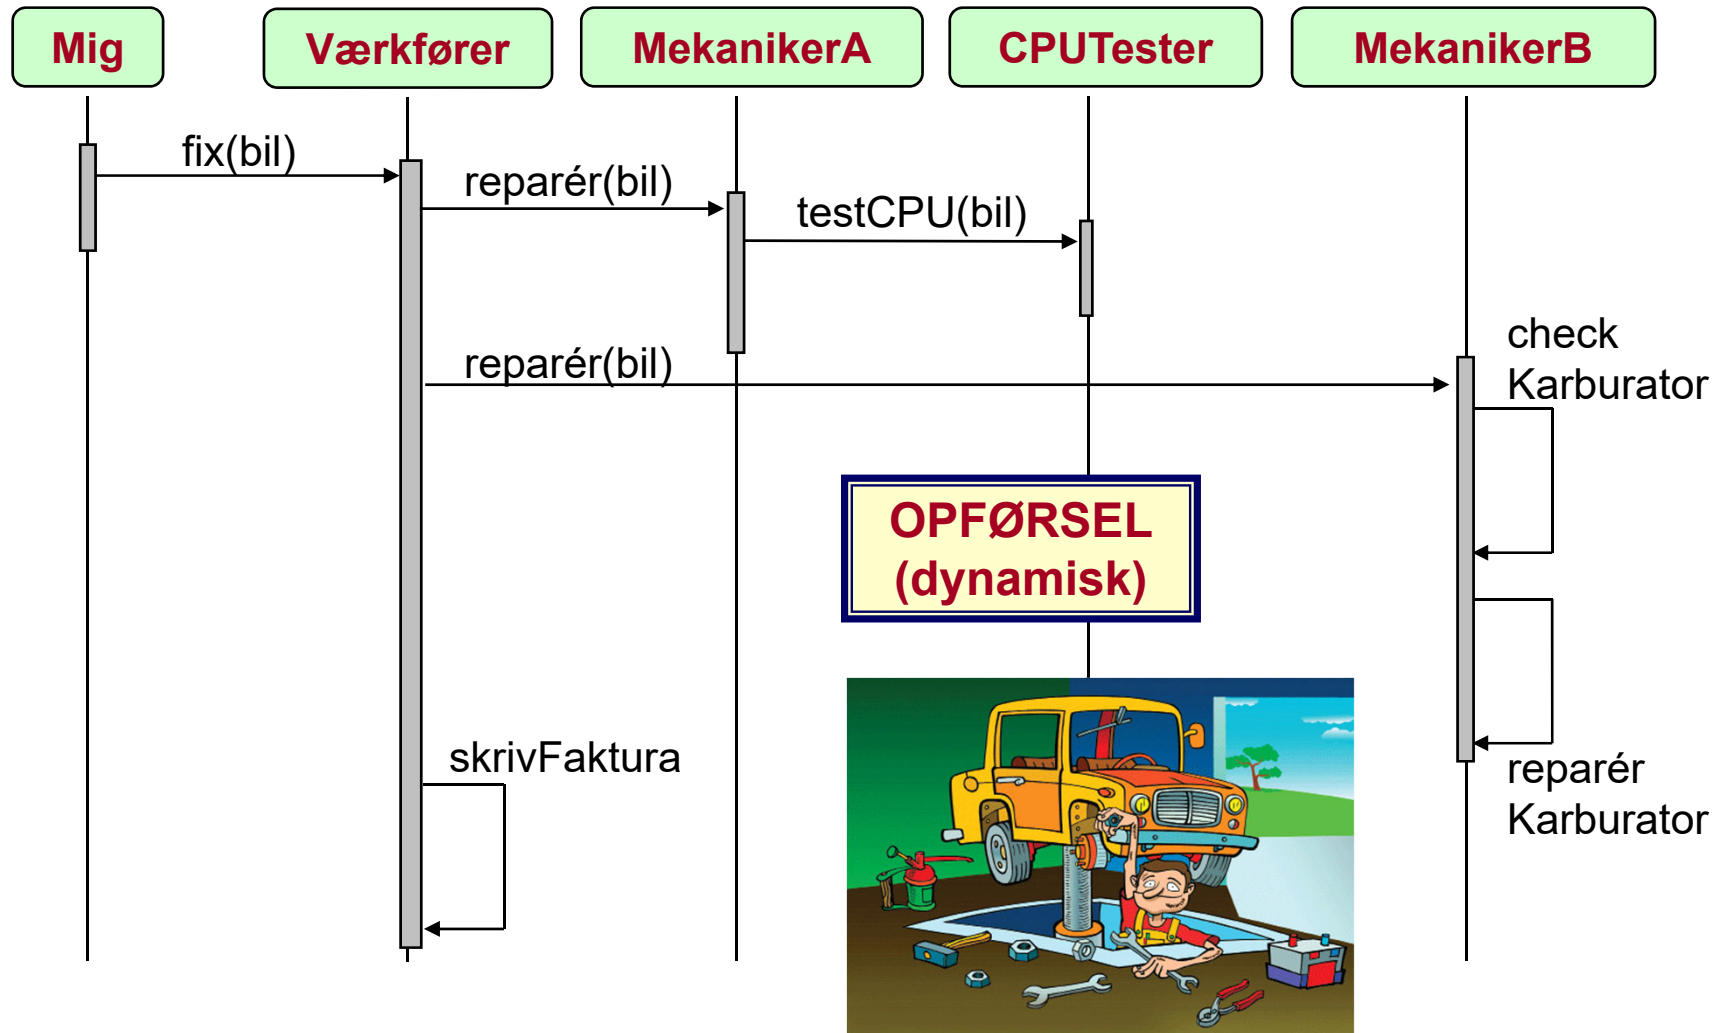 Mig
Værkfører
MekanikerA
CPUTester
MekanikerB
fix(bil)
reparér(bil)
testCPU(bil)
reparér(bil)
check
Karburator
OPFØRSEL
(dynamisk)
skrivFaktura
reparér
Karburator